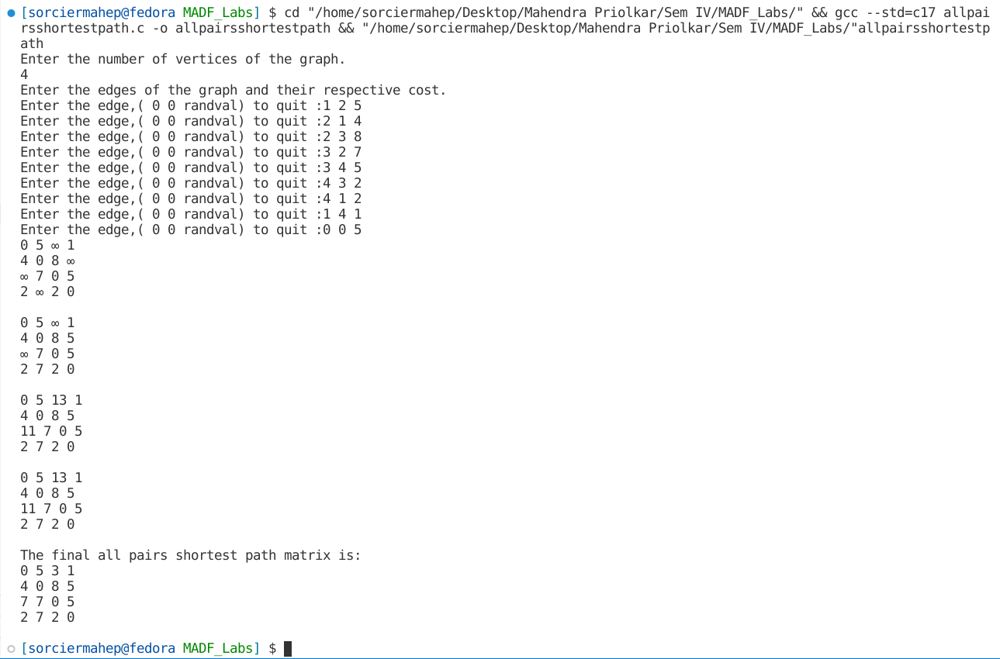 [sorciermahep@fedora MADF_Labs] $ cd "/home/sorciermahep/Desktop/Mahendra Priolkar/Sem IV/MADF_Labs/" && gcc --std=c17 allpai
rsshortestpath.c -o allpairsshortestpath && "/home/sorciermahep/Desktop/Mahendra Priolkar/Sem IV/MADF_Labs/"allpairsshortestp
ath
Enter the number of vertices of the graph.
4
Enter the edges of the graph and their respective cost.
Enter the edge,( 0 0 randval) to quit :1 2 5
Enter the edge,( 0 0 randval) to quit :2 1 4
Enter the edge,( 0 0 randval) to quit :2 3 8
Enter the edge,( 0 0 randval) to quit :3 2 7
Enter the edge,( 0 0 randval) to quit :3 4 5
Enter the edge,( 0 0 randval) to quit :4 3 2
Enter the edge,( 0 0 randval) to quit :4 1 2
Enter the edge,( 0 0 randval) to quit :1 4 1
Enter the edge,( 0 0 randval) to quit :0 0 5
0 5 ∞ 1
4 0 8 ∞
∞ 7 0 5
2 ∞ 2 0

0 5 ∞ 1
4 0 8 5
∞ 7 0 5
2 7 2 0

0 5 13 1
4 0 8 5
11 7 0 5
2 7 2 0

0 5 13 1
4 0 8 5
11 7 0 5
2 7 2 0

The final all pairs shortest path matrix is:
0 5 3 1
4 0 8 5
7 7 0 5
2 7 2 0

[sorciermahep@fedora MADF_Labs] $